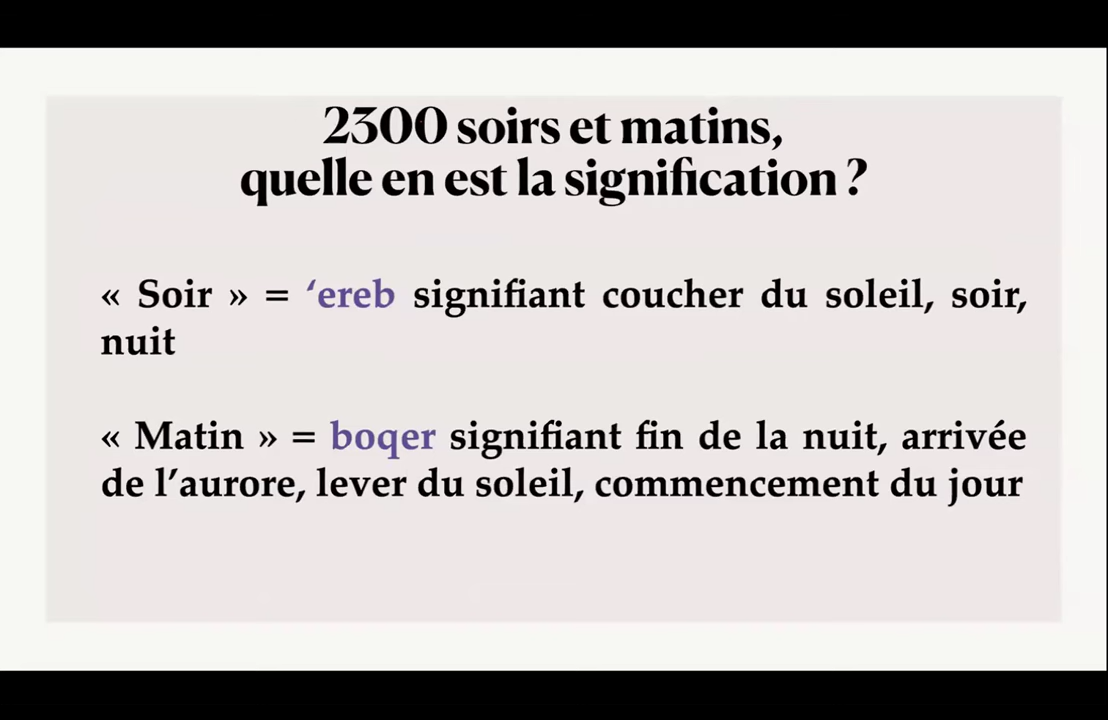 2300 soirs et matins,
quelle en est la signification ?
« Soir » = ‘ereb signifiant coucher du soleil, soir,
nuit
« Matin » = boqer signifiant fin de la nuit, arrivée
de l’aurore, lever du soleil, commencement du jour